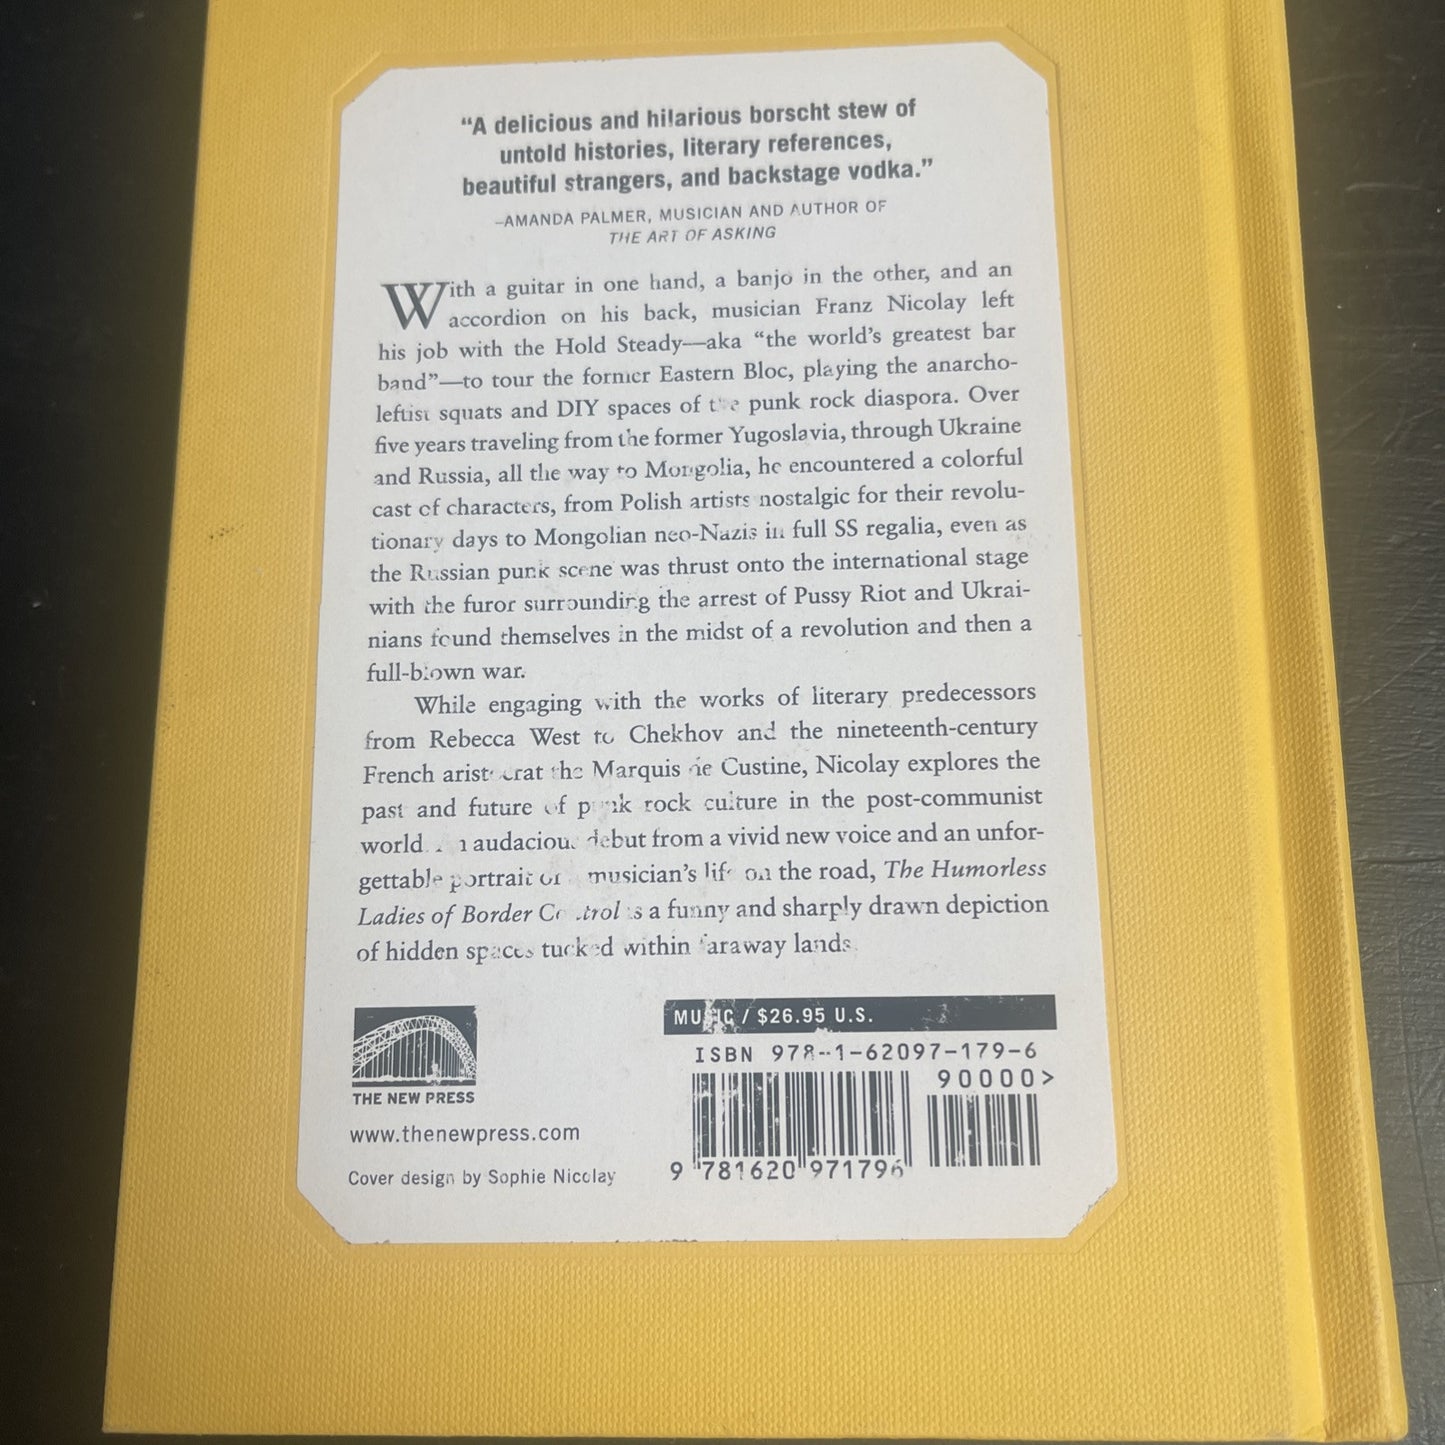 “A delicious and hilarious borscht stew of
untold histories, literary references,
beautiful strangers, and backstage vodka.”
–AMANDA PALMER, MUSICIAN AND AUTHOR OF
THE ART OF ASKING
With a guitar in one hand, a banjo in the other, and an
accordion on his back, musician Franz Nicolay left
his job with the Hold Steady—aka “the world’s greatest bar
band”—to tour the former Eastern Bloc, playing the anarcho-
leftist squats and DIY spaces of the punk rock diaspora. Over
five years traveling from the former Yugoslavia, through Ukraine
and Russia, all the way to Mongolia, he encountered a colorful
cast of characters, from Polish artists nostalgic for their revolu-
tionary days to Mongolian neo-Nazis in full SS regalia, even as
the Russian punk scene was thrust onto the international stage
with the furor surrounding the arrest of Pussy Riot and Ukrai-
nians found themselves in the midst of a revolution and then a
full-blown war.
While engaging with the works of literary predecessors
from Rebecca West to Chekhov and the nineteenth-century
French aristocrat the Marquis de Custine, Nicolay explores the
past and future of punk rock culture in the post-communist
world. audacious debut from a vivid new voice and an unfor-
gettable portrait of musician’s life on the road, The Humorless
Ladies of Border Control is a funny and sharply drawn depiction
of hidden spaces tucked within faraway lands.
MUSIC / $26.95 U.S.
ISBN 978-1-62097-179-6
90000>
9 781620 971796
THE NEW PRESS
www.thenewpress.com
Cover design by Sophie Nicolay